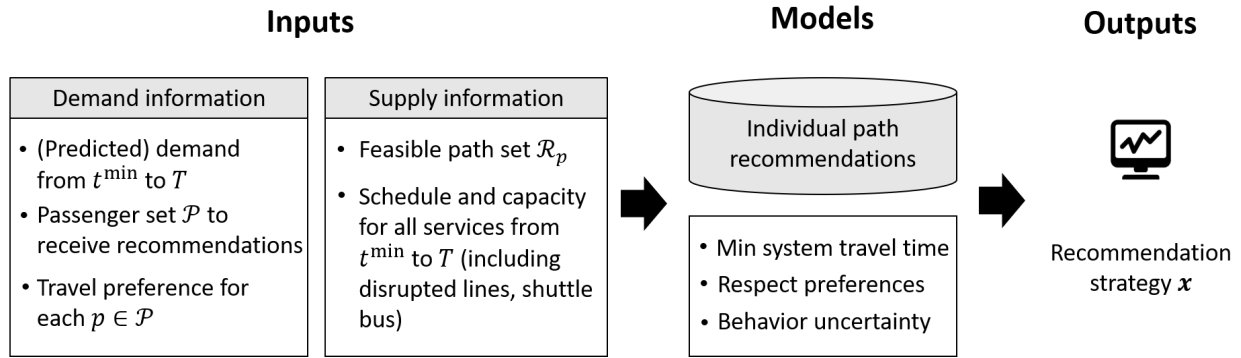 Inputs
Models
Outputs
Demand information
• (Predicted) demand
from t^min to T
• Passenger set 𝒫 to
receive recommendations
• Travel preference for
each p ∈ 𝒫
Supply information
• Feasible path set ℛ_p
• Schedule and capacity
for all services from
t^min to T (including
disrupted lines, shuttle
bus)
Individual path
recommendations
• Min system travel time
• Respect preferences
• Behavior uncertainty
Recommendation
strategy x